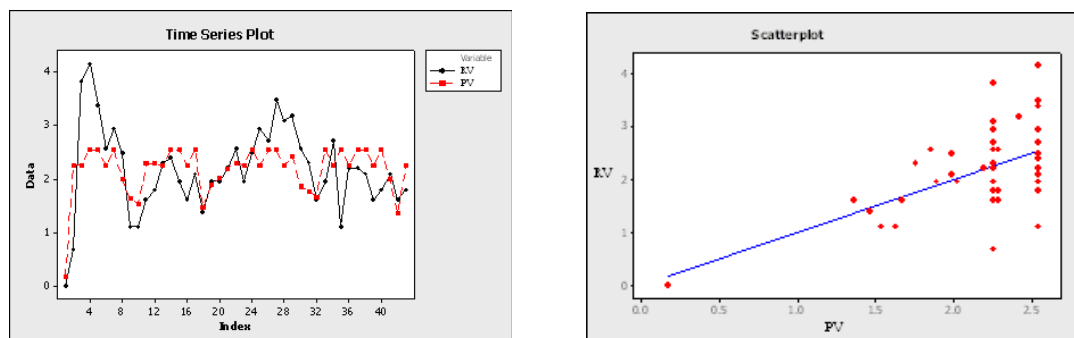 Time Series Plot
Variable
RV
PV
Data
4
3
2
1
0
4 8 12 16 20 24 28 32 36 40
Index
Scatterplot
RV
4
3
2
1
0
0.0 0.5 1.0 1.5 2.0 2.5
PV